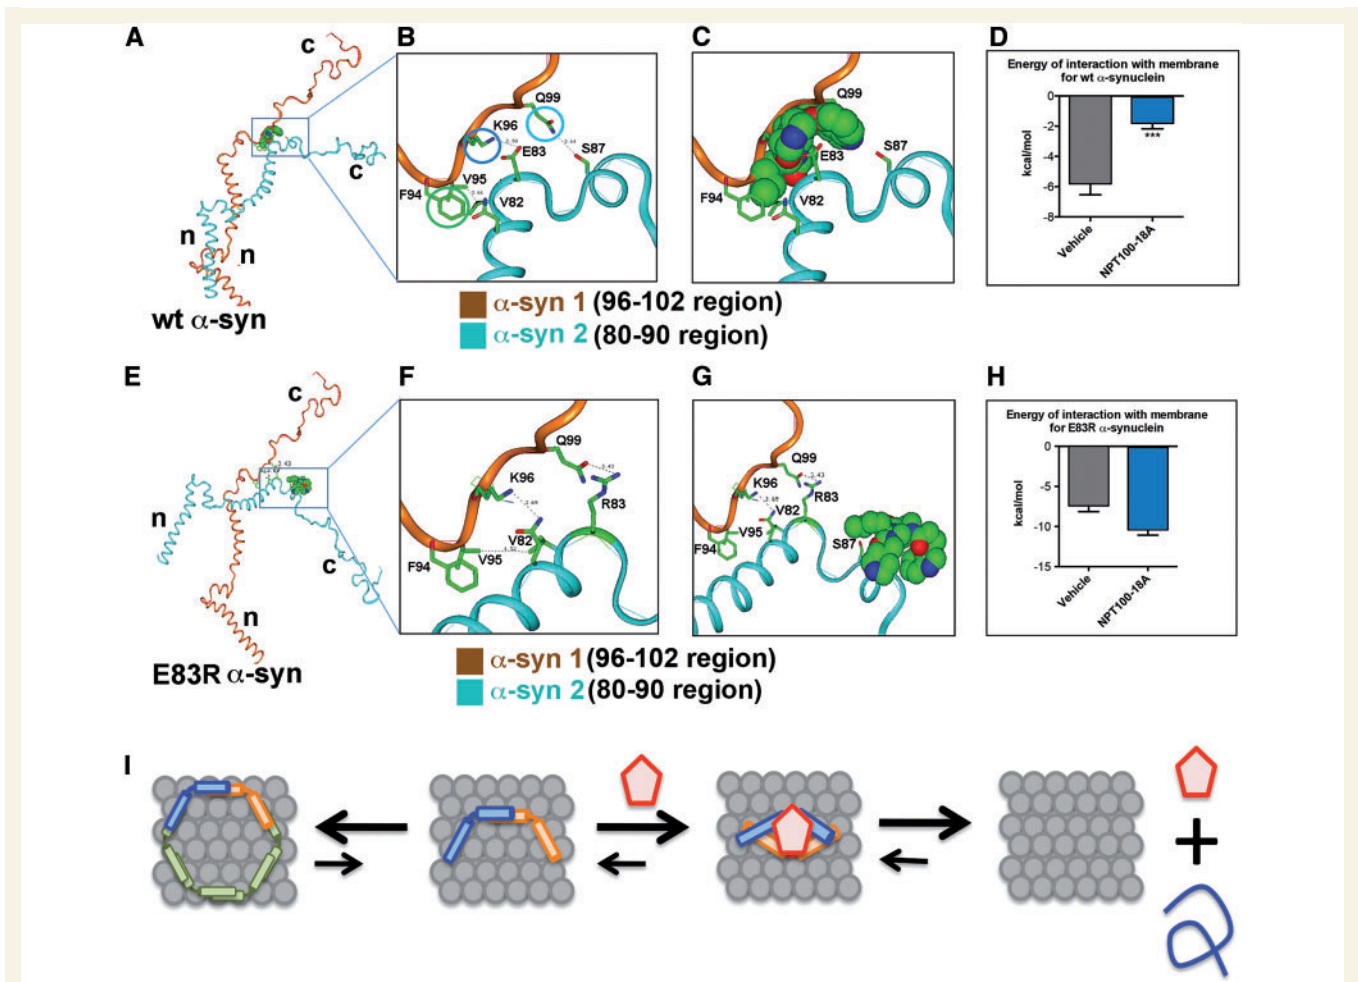 A
c
c
n
n
wt α-syn
B
Q99
K96
E83
S87
V95
F94
V82
C
Q99
E83
S87
F94
V82
D
Energy of interaction with membrane
for wt α-synuclein
kcal/mol
0
-2
-4
-6
-8
***
Vehicle
NPT100-18A
α-syn 1 (96-102 region)
α-syn 2 (80-90 region)
E
c
n
c
n
E83R α-syn
F
Q99
K96
R83
V82
V95
F94
G
Q99
K96
R83
V82
V95
F94
S87
H
Energy of interaction with membrane
for E83R α-synuclein
kcal/mol
0
-5
-10
-15
Vehicle
NPT100-18A
α-syn 1 (96-102 region)
α-syn 2 (80-90 region)
I
+